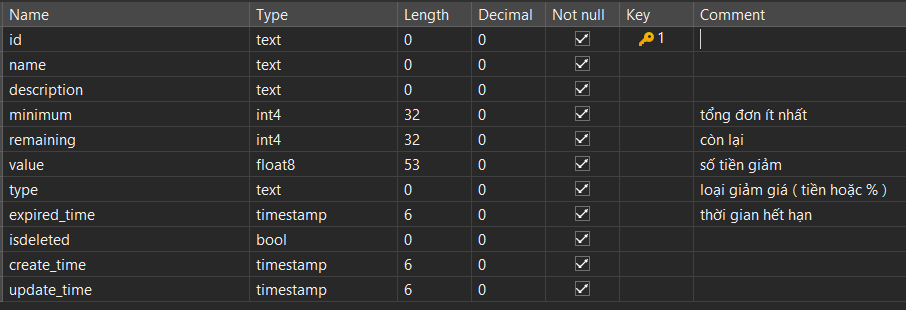 Name Type Length Decimal Not null Key Comment
id text 0 0 1
name text 0 0
description text 0 0
minimum int4 32 0 tổng đơn ít nhất
remaining int4 32 0 còn lại
value float8 53 0 số tiền giảm
type text 0 0 loại giảm giá ( tiền hoặc % )
expired_time timestamp 6 0 thời gian hết hạn
isdeleted bool 0 0
create_time timestamp 6 0
update_time timestamp 6 0